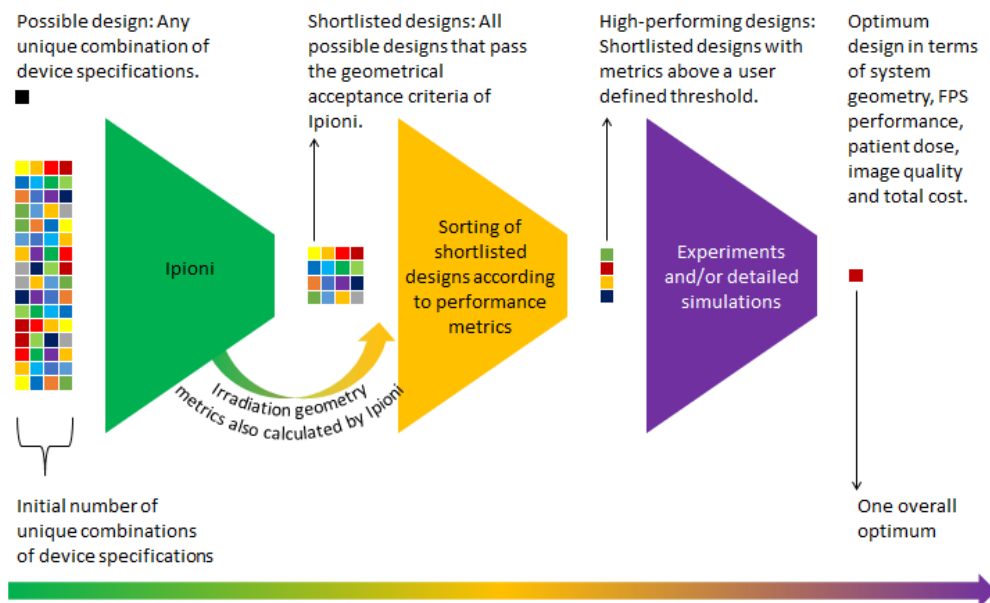 Possible design: Any
unique combination of
device specifications.
Shortlisted designs: All
possible designs that pass
the geometrical
acceptance criteria of
Ipioni.
High-performing designs:
Shortlisted designs with
metrics above a user
defined threshold.
Optimum
design in terms
of system
geometry, FPS
performance,
patient dose,
image quality
and total cost.
Ipioni
Sorting of
shortlisted
designs according
to performance
metrics
Experiments
and/or detailed
simulations
Irradiation geometry
metrics also calculated by Ipioni
Initial number of
unique combinations
of device specifications
One overall
optimum